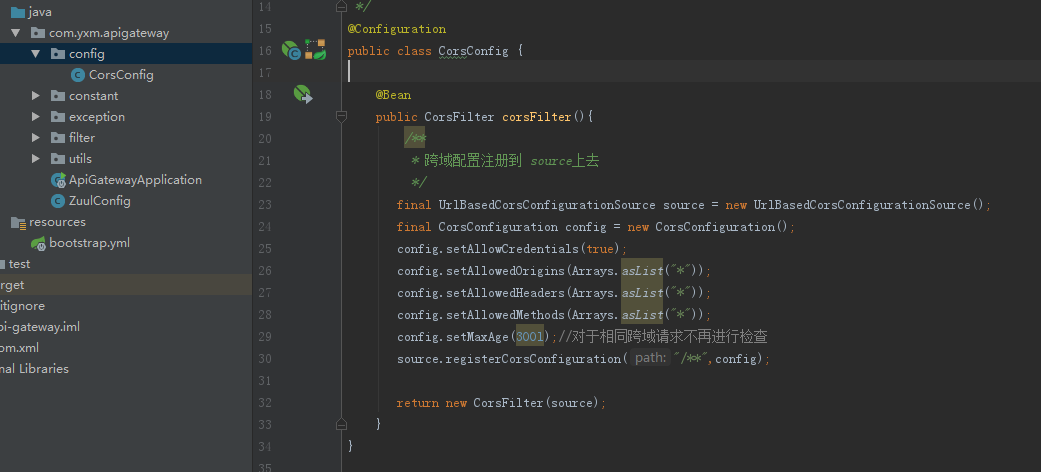 java
com.yxm.apigateway
config
CorsConfig
constant
exception
filter
utils
ApiGatewayApplication
ZuulConfig
resources
bootstrap.yml
test
rget
itignore
pi-gateway.iml
om.xml
nal Libraries
14 */
15 @Configuration
16 public class CorsConfig {
17
18 @Bean
19 public CorsFilter corsFilter(){
20 /**
21 * 跨域配置注册到 source上去
22 */
23 final UrlBasedCorsConfigurationSource source = new UrlBasedCorsConfigurationSource();
24 final CorsConfiguration config = new CorsConfiguration();
25 config.setAllowCredentials(true);
26 config.setAllowedOrigins(Arrays.asList("*"));
27 config.setAllowedHeaders(Arrays.asList("*"));
28 config.setAllowedMethods(Arrays.asList("*"));
29 config.setMaxAge(300l);//对于相同跨域请求不再进行检查
30 source.registerCorsConfiguration( path: "/**",config);
31
32 return new CorsFilter(source);
33 }
34 }
35